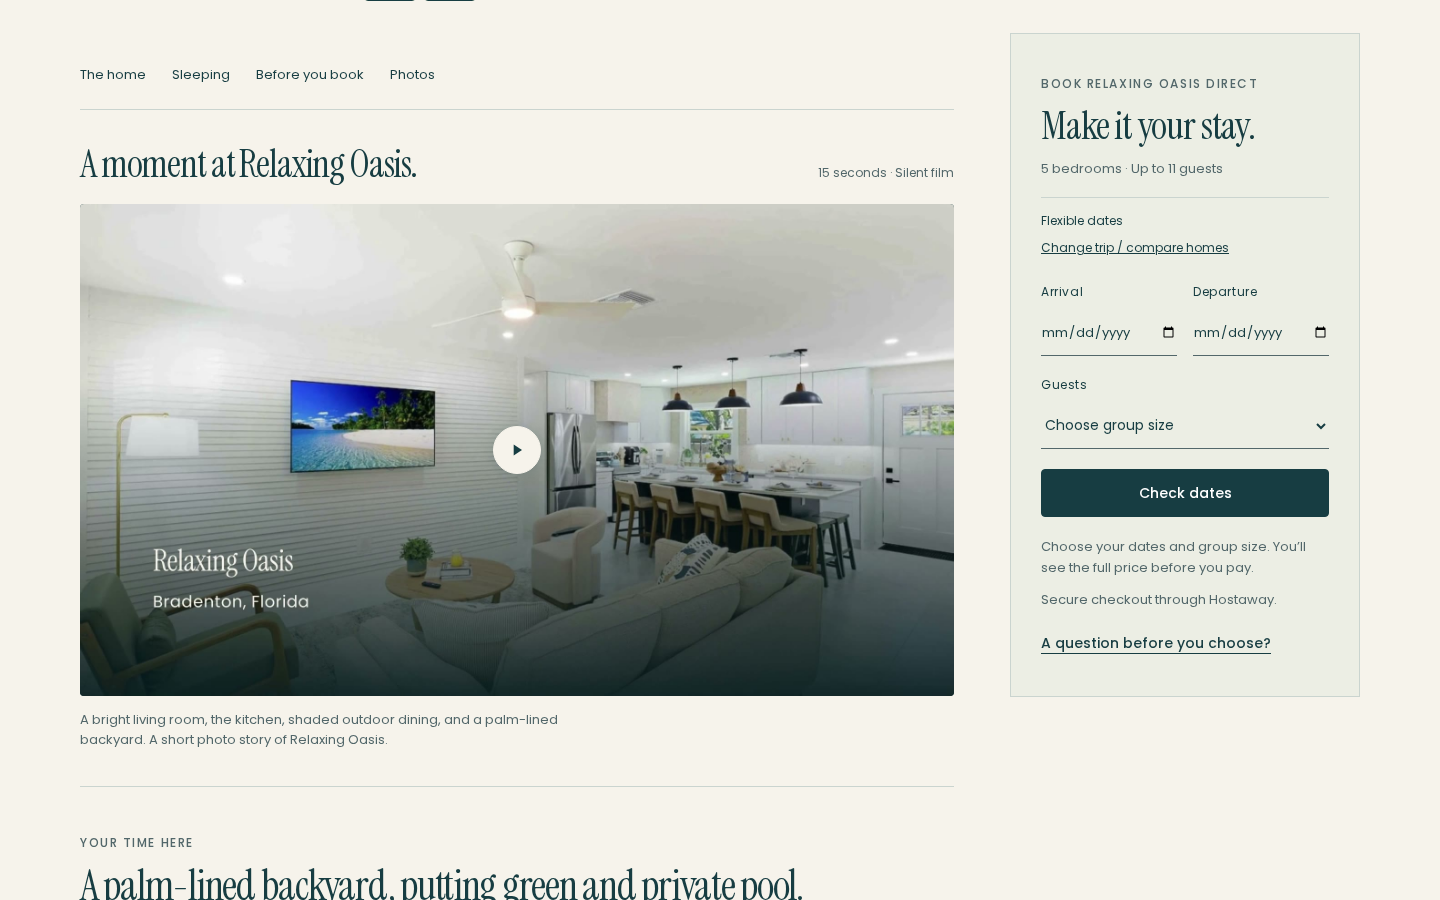 The home Sleeping Before you book Photos
A moment at Relaxing Oasis.
15 seconds · Silent film
Relaxing Oasis
Bradenton, Florida
A bright living room, the kitchen, shaded outdoor dining, and a palm-lined
backyard. A short photo story of Relaxing Oasis.
YOUR TIME HERE
A palm-lined backyard, putting green and private pool.
BOOK RELAXING OASIS DIRECT
Make it your stay.
5 bedrooms · Up to 11 guests
Flexible dates
Change trip / compare homes
Arrival Departure
mm/dd/yyyy mm/dd/yyyy
Guests
Choose group size
Check dates
Choose your dates and group size. You’ll
see the full price before you pay.
Secure checkout through Hostaway.
A question before you choose?